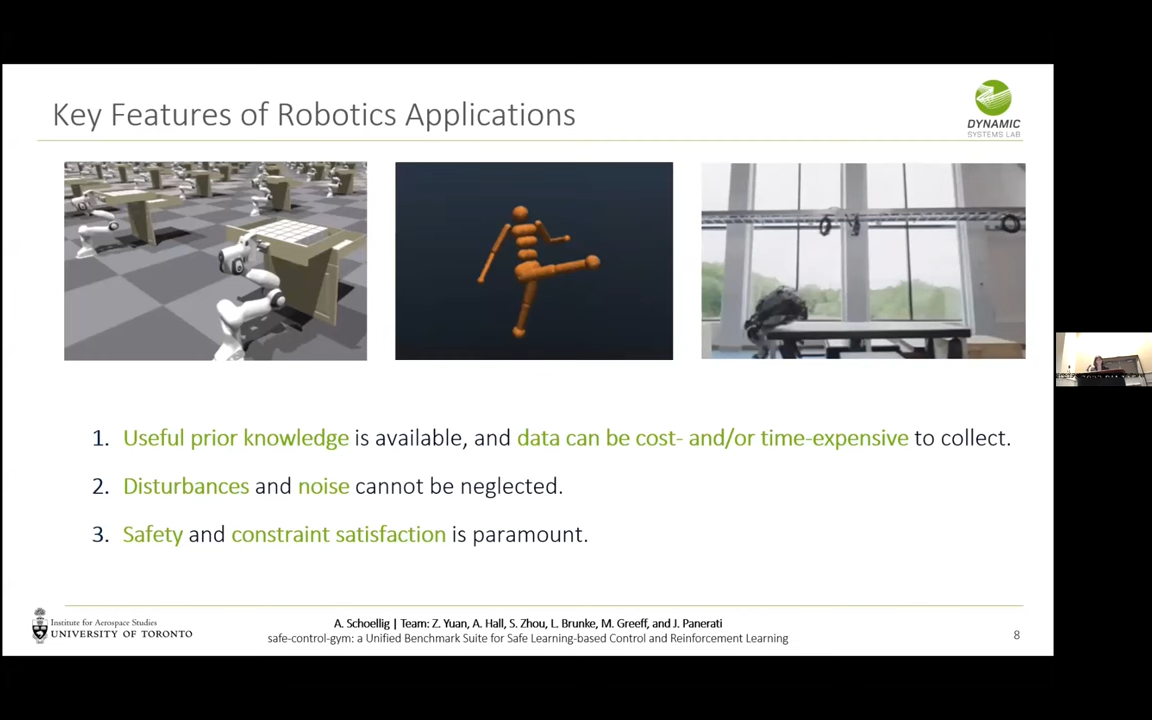 Key Features of Robotics Applications
DYNAMIC
SYSTEMS LAB
1. Useful prior knowledge is available, and data can be cost- and/or time-expensive to collect.
2. Disturbances and noise cannot be neglected.
3. Safety and constraint satisfaction is paramount.
Institute for Aerospace Studies
UNIVERSITY OF TORONTO
A. Schoellig | Team: Z. Yuan, A. Hall, S. Zhou, L. Brunke, M. Greeff, and J. Panerati
safe-control-gym: a Unified Benchmark Suite for Safe Learning-based Control and Reinforcement Learning
8